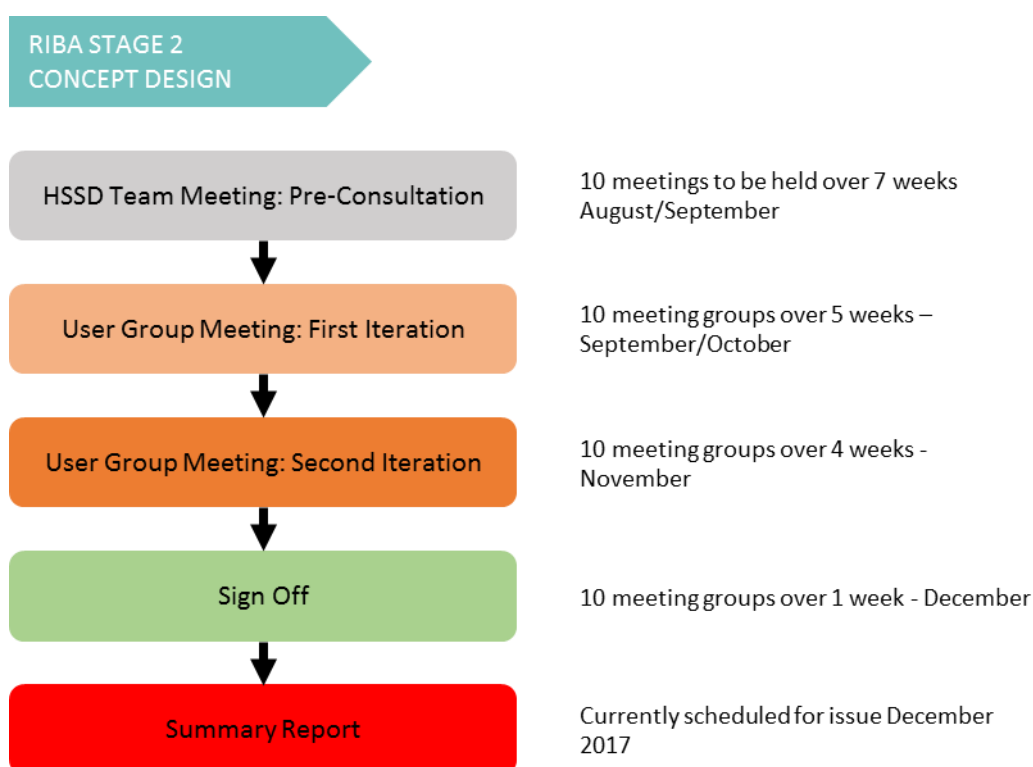 RIBA STAGE 2
CONCEPT DESIGN
HSSD Team Meeting: Pre-Consultation
10 meetings to be held over 7 weeks
August/September
User Group Meeting: First Iteration
10 meeting groups over 5 weeks –
September/October
User Group Meeting: Second Iteration
10 meeting groups over 4 weeks -
November
Sign Off
10 meeting groups over 1 week - December
Summary Report
Currently scheduled for issue December
2017